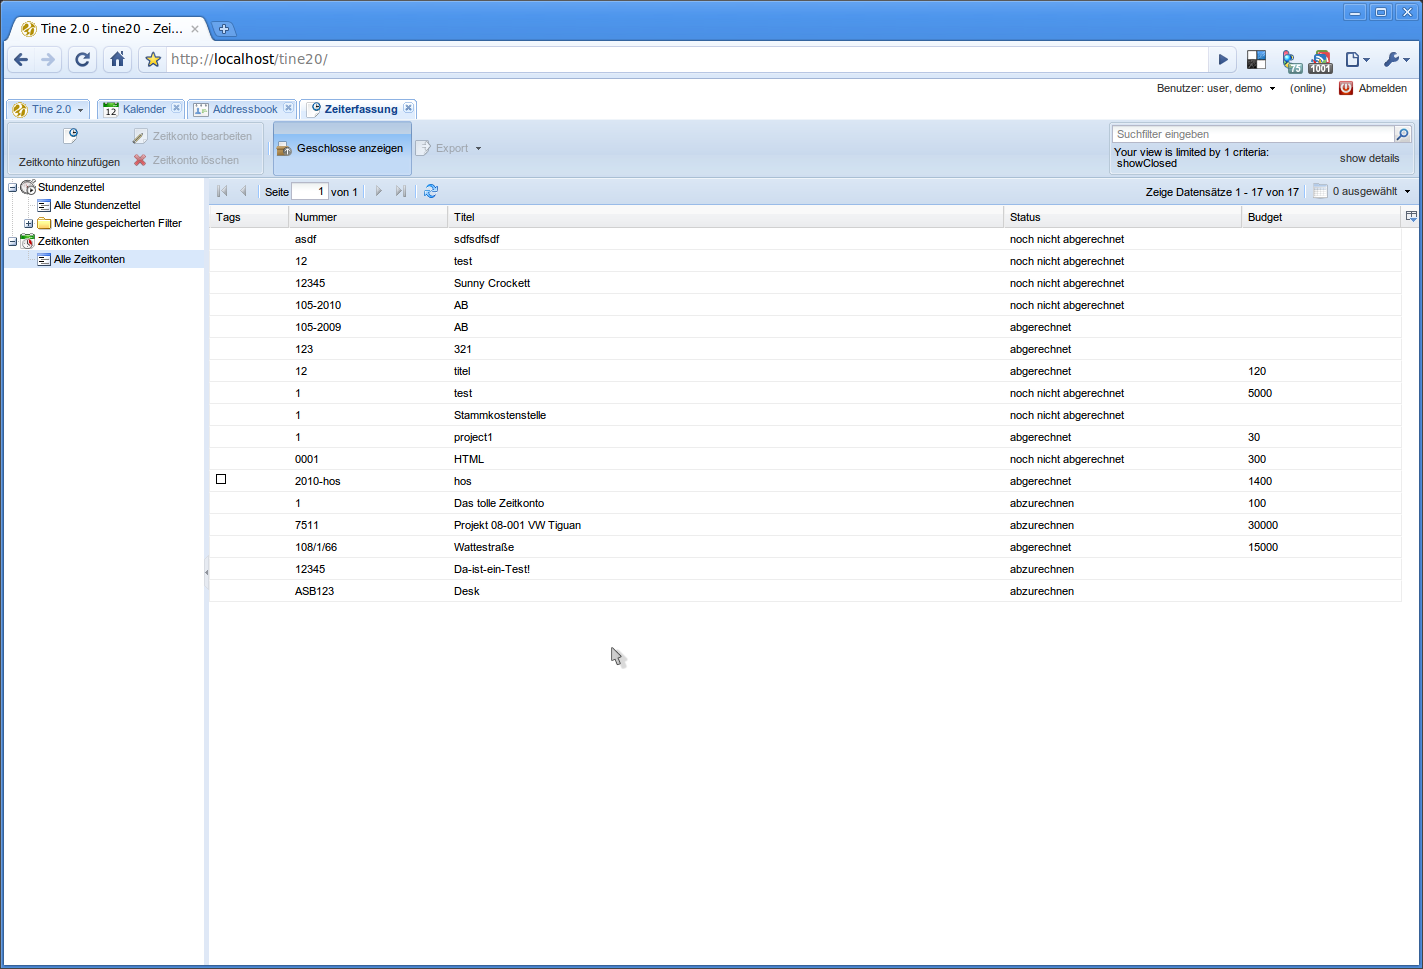 Tine 2.0 - tine20 - Zei...
http://localhost/tine20/
75
1001
Benutzer: user, demo
(online)
Abmelden
Tine 2.0
12
Kalender
Addressbook
Zeiterfassung
Zeitkonto hinzufügen
Zeitkonto bearbeiten
Zeitkonto löschen
Geschlosse anzeigen
Export
Suchfilter eingeben
Your view is limited by 1 criteria:
showClosed
show details
Stundenzettel
Alle Stundenzettel
Meine gespeicherten Filter
Zeitkonten
Alle Zeitkonten
Seite 1 von 1
Zeige Datensätze 1 - 17 von 17
0 ausgewählt
Tags Nummer Titel Status Budget
asdf sdfsdfsdf noch nicht abgerechnet
12 test noch nicht abgerechnet
12345 Sunny Crockett noch nicht abgerechnet
105-2010 AB noch nicht abgerechnet
105-2009 AB abgerechnet
123 321 abgerechnet
12 titel abgerechnet 120
1 test noch nicht abgerechnet 5000
1 Stammkostenstelle noch nicht abgerechnet
1 project1 abgerechnet 30
0001 HTML noch nicht abgerechnet 300
2010-hos hos abgerechnet 1400
1 Das tolle Zeitkonto abzurechnen 100
7511 Projekt 08-001 VW Tiguan abzurechnen 30000
108/1/66 Wattestraße abgerechnet 15000
12345 Da-ist-ein-Test! abzurechnen
ASB123 Desk abzurechnen